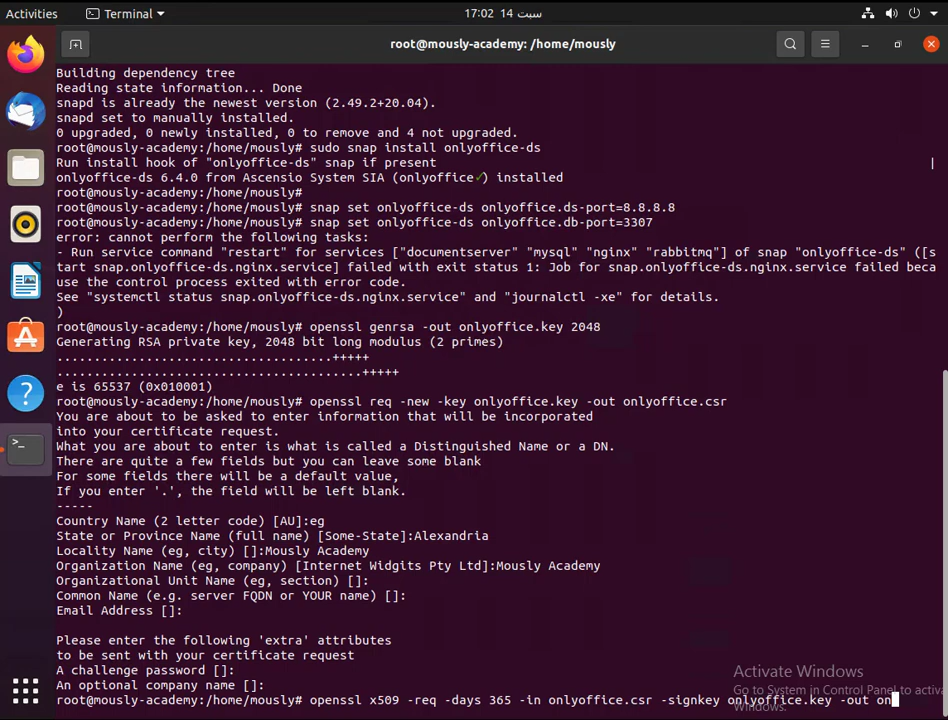 Activities
Terminal
17:02 14 سبت
root@mously-academy: /home/mously
Building dependency tree
Reading state information... Done
snapd is already the newest version (2.49.2+20.04).
snapd set to manually installed.
0 upgraded, 0 newly installed, 0 to remove and 4 not upgraded.
root@mously-academy:/home/mously# sudo snap install onlyoffice-ds
Run install hook of "onlyoffice-ds" snap if present |
onlyoffice-ds 6.4.0 from Ascensio System SIA (onlyoffice✓) installed
root@mously-academy:/home/mously#
root@mously-academy:/home/mously# snap set onlyoffice-ds onlyoffice.ds-port=8.8.8.8
root@mously-academy:/home/mously# snap set onlyoffice-ds onlyoffice.db-port=3307
error: cannot perform the following tasks:
- Run service command "restart" for services ["documentserver" "mysql" "nginx" "rabbitmq"] of snap "onlyoffice-ds" ([s
tart snap.onlyoffice-ds.nginx.service] failed with exit status 1: Job for snap.onlyoffice-ds.nginx.service failed beca
use the control process exited with error code.
See "systemctl status snap.onlyoffice-ds.nginx.service" and "journalctl -xe" for details.
)
root@mously-academy:/home/mously# openssl genrsa -out onlyoffice.key 2048
Generating RSA private key, 2048 bit long modulus (2 primes)
.....................................+++++
.........................................+++++
e is 65537 (0x010001)
root@mously-academy:/home/mously# openssl req -new -key onlyoffice.key -out onlyoffice.csr
You are about to be asked to enter information that will be incorporated
into your certificate request.
What you are about to enter is what is called a Distinguished Name or a DN.
There are quite a few fields but you can leave some blank
For some fields there will be a default value,
If you enter '.', the field will be left blank.
-----
Country Name (2 letter code) [AU]:eg
State or Province Name (full name) [Some-State]:Alexandria
Locality Name (eg, city) []:Mously Academy
Organization Name (eg, company) [Internet Widgits Pty Ltd]:Mously Academy
Organizational Unit Name (eg, section) []:
Common Name (e.g. server FQDN or YOUR name) []:
Email Address []:
Please enter the following 'extra' attributes
to be sent with your certificate request
A challenge password []:
An optional company name []:
root@mously-academy:/home/mously# openssl x509 -req -days 365 -in onlyoffice.csr -signkey onlyoffice.key -out on
Activate Windows
Go to System in Control Panel to activa
Windows.